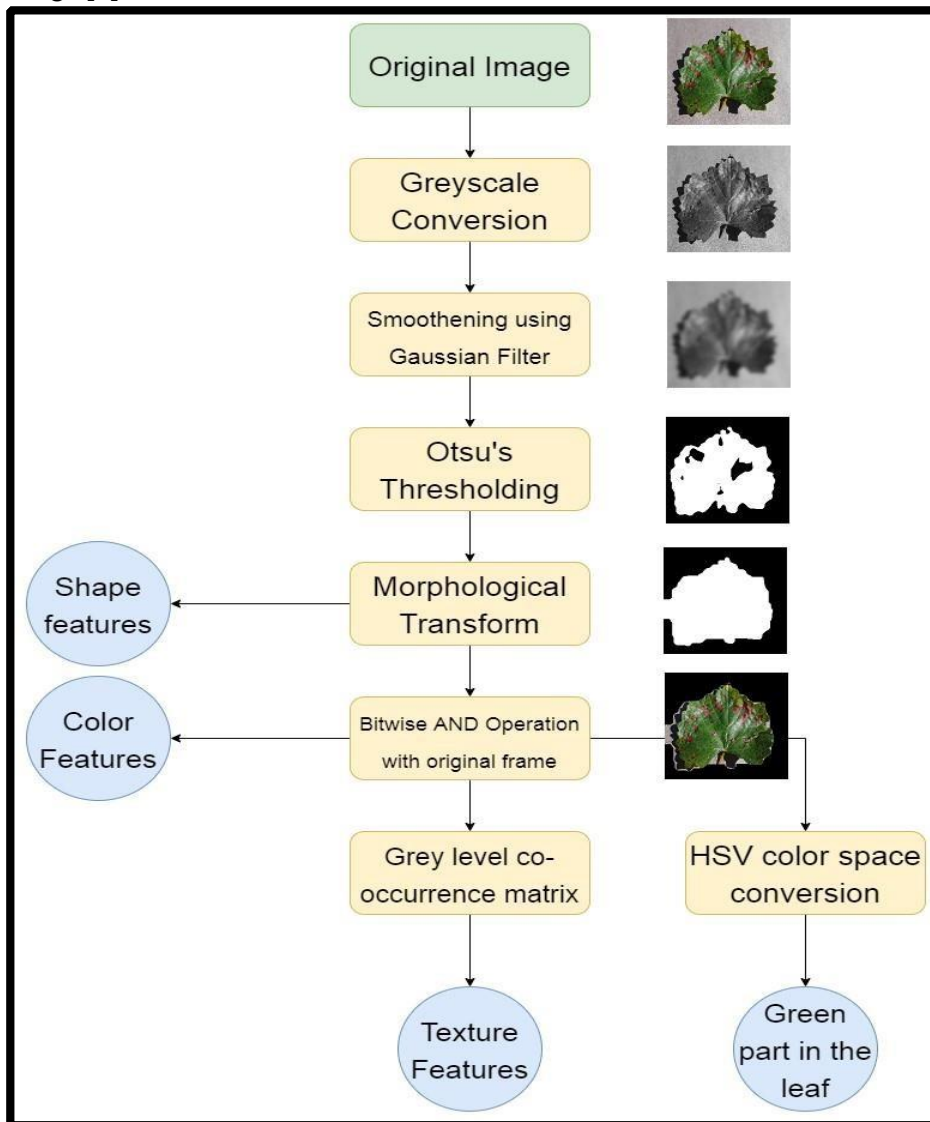 Original Image
Greyscale
Conversion
Smoothening using
Gaussian Filter
Otsu's
Thresholding
Shape
features
Morphological
Transform
Color
Features
Bitwise AND Operation
with original frame
Grey level co-
occurrence matrix
HSV color space
conversion
Texture
Features
Green
part in the
leaf